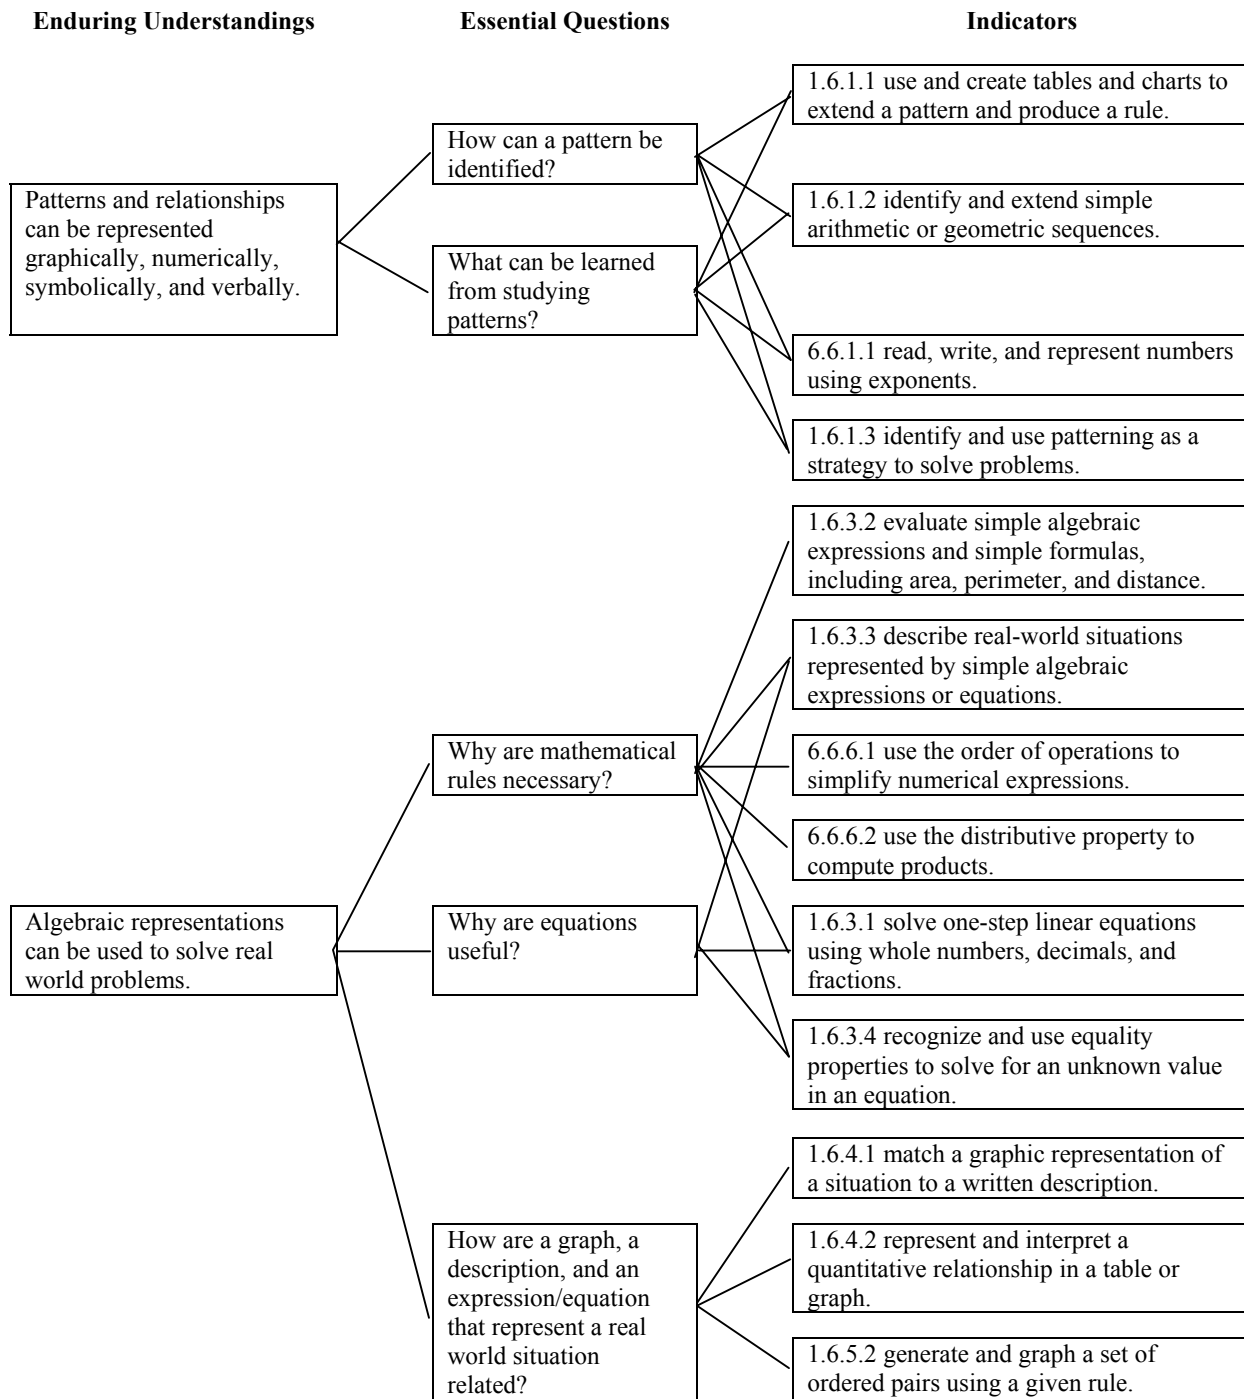 Enduring Understandings
Essential Questions
Indicators
Patterns and relationships
can be represented
graphically, numerically,
symbolically, and verbally.
How can a pattern be
identified?
What can be learned
from studying
patterns?
1.6.1.1 use and create tables and charts to
extend a pattern and produce a rule.
1.6.1.2 identify and extend simple
arithmetic or geometric sequences.
6.6.1.1 read, write, and represent numbers
using exponents.
1.6.1.3 identify and use patterning as a
strategy to solve problems.
Algebraic representations
can be used to solve real
world problems.
Why are mathematical
rules necessary?
Why are equations
useful?
How are a graph, a
description, and an
expression/equation
that represent a real
world situation
related?
1.6.3.2 evaluate simple algebraic
expressions and simple formulas,
including area, perimeter, and distance.
1.6.3.3 describe real-world situations
represented by simple algebraic
expressions or equations.
6.6.6.1 use the order of operations to
simplify numerical expressions.
6.6.6.2 use the distributive property to
compute products.
1.6.3.1 solve one-step linear equations
using whole numbers, decimals, and
fractions.
1.6.3.4 recognize and use equality
properties to solve for an unknown value
in an equation.
1.6.4.1 match a graphic representation of
a situation to a written description.
1.6.4.2 represent and interpret a
quantitative relationship in a table or
graph.
1.6.5.2 generate and graph a set of
ordered pairs using a given rule.